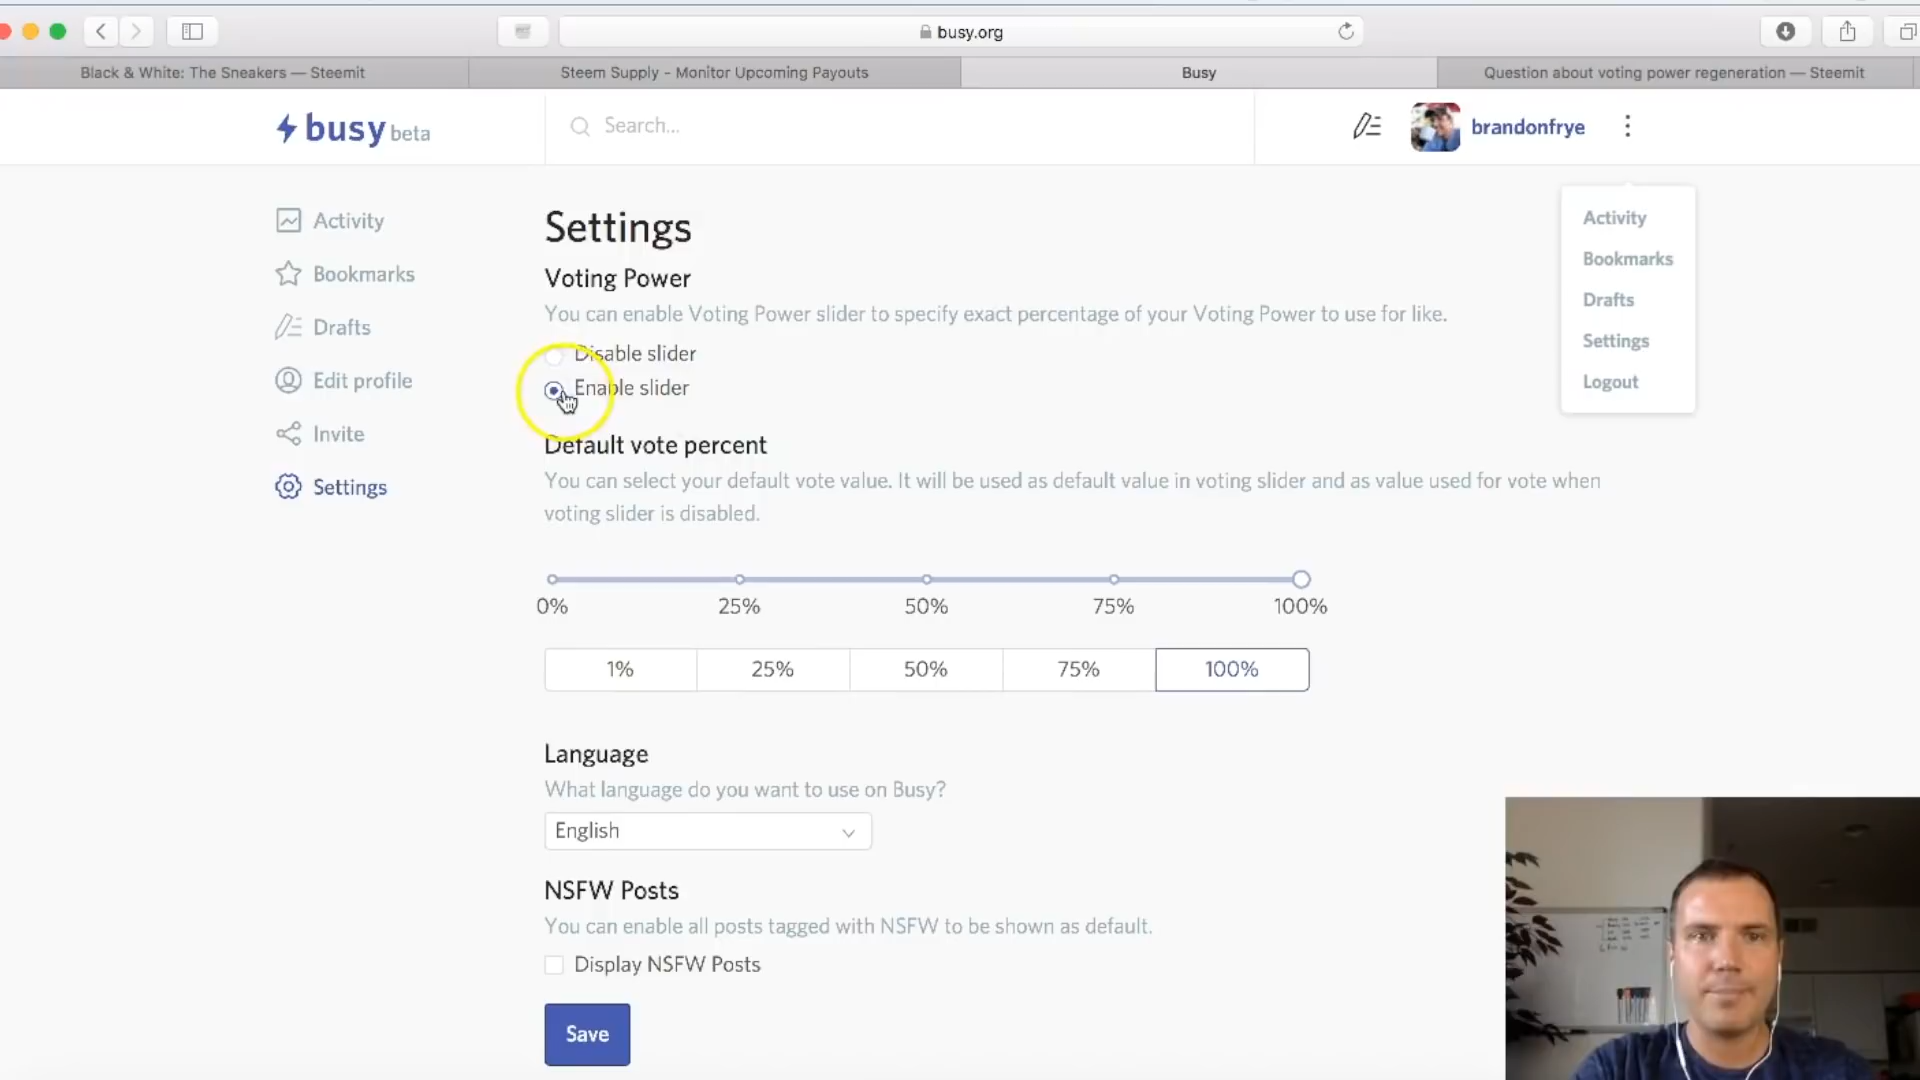 busy.org
Black & White: The Sneakers — Steemit
Steem Supply - Monitor Upcoming Payouts
Busy
Question about voting power regeneration — Steemit
busy beta
Search...
brandonfrye
Activity
Bookmarks
Drafts
Edit profile
Invite
Settings
Settings
Voting Power
You can enable Voting Power slider to specify exact percentage of your Voting Power to use for like.
Disable slider
Enable slider
Default vote percent
You can select your default vote value. It will be used as default value in voting slider and as value used for vote when
voting slider is disabled.
0% 25% 50% 75% 100%
1% 25% 50% 75% 100%
Language
What language do you want to use on Busy?
English
NSFW Posts
You can enable all posts tagged with NSFW to be shown as default.
Display NSFW Posts
Save
Activity
Bookmarks
Drafts
Settings
Logout